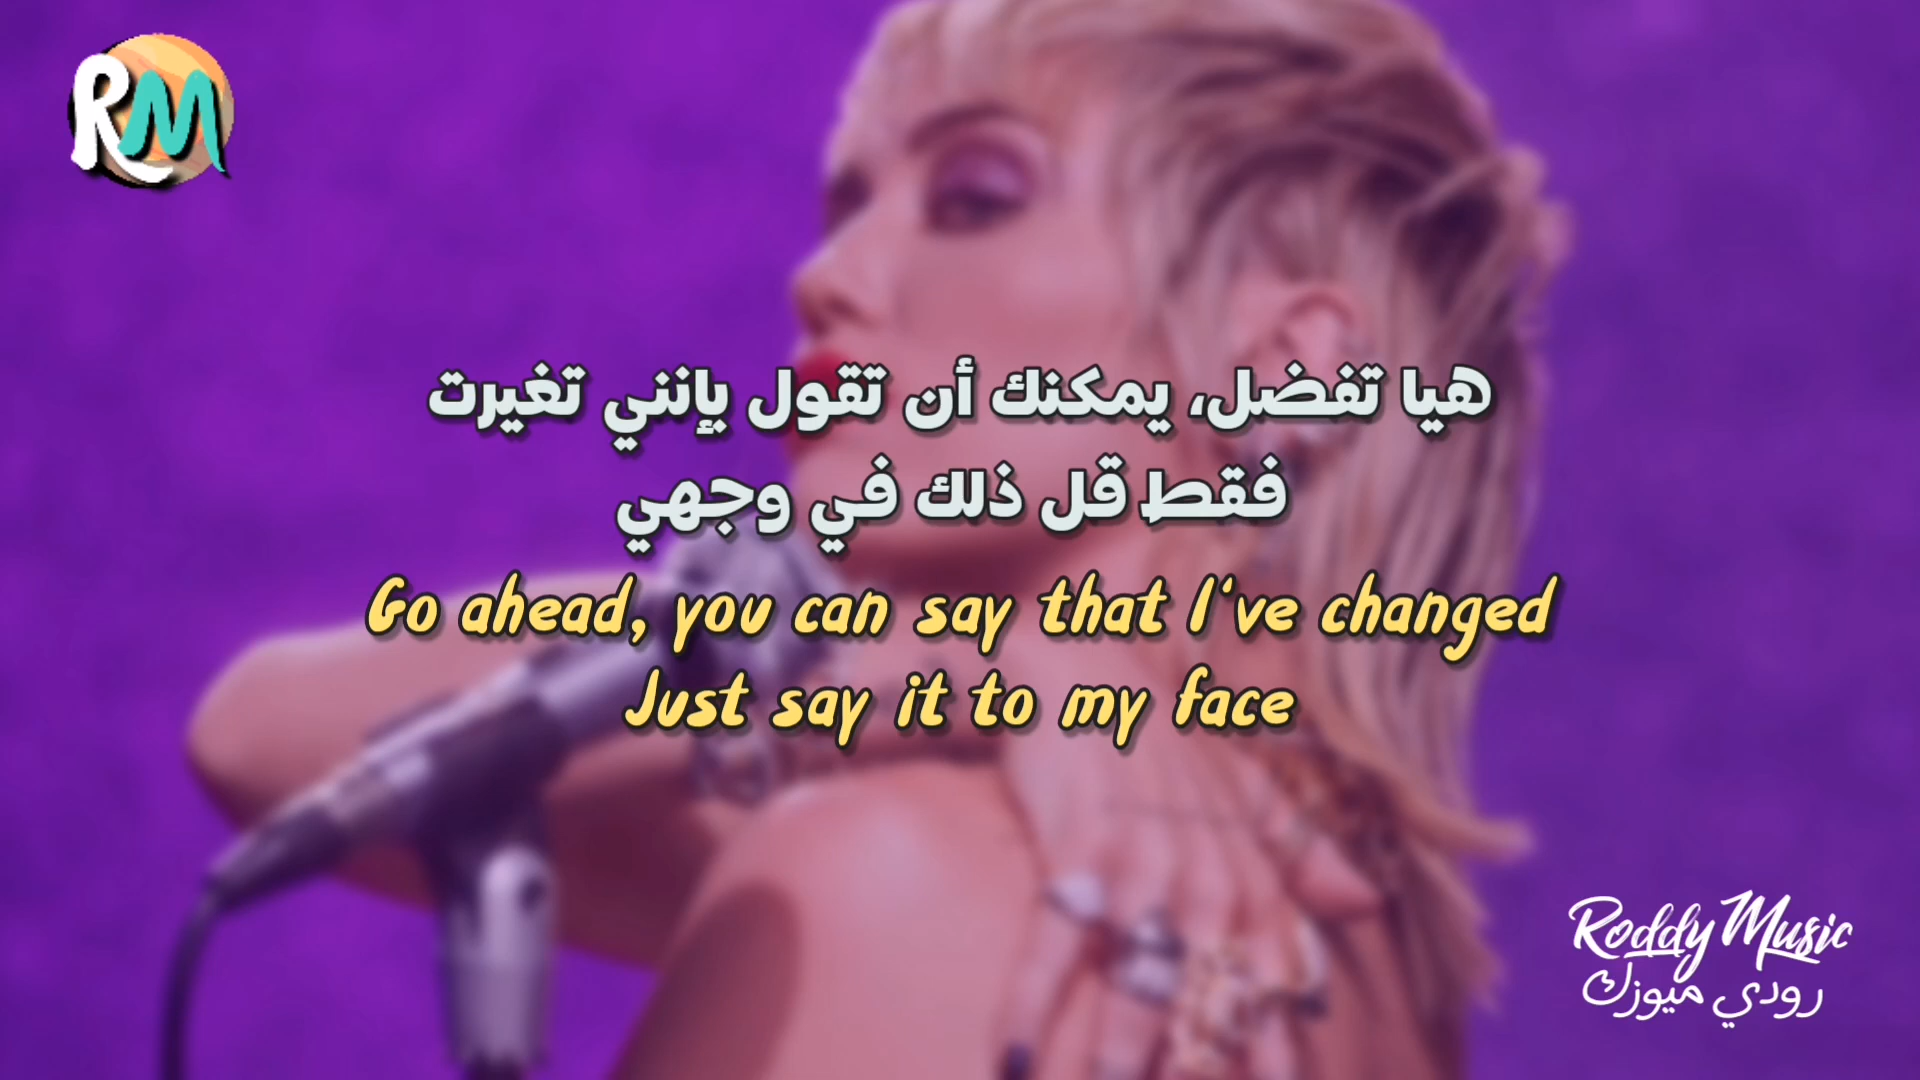 RM
هيا تفضل، يمكنك أن تقول بإنني تغيرت
فقط قل ذلك في وجهي
Go ahead, you can say that I've changed
Just say it to my face
Roddy Music
رودي ميوزك